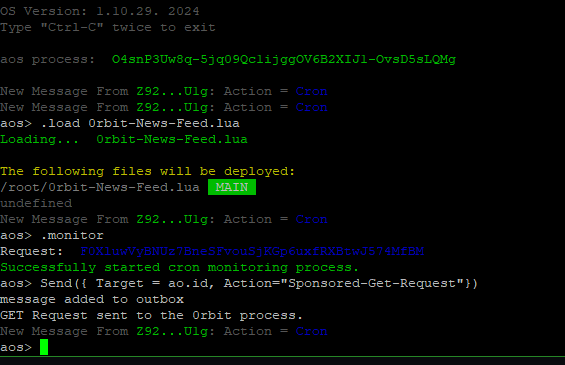 OS Version: 1.10.29. 2024
Type "Ctrl-C" twice to exit
aos process:  O4snP3Uw8q-5jq09QclijggOV6B2XIJl-OvsD5sLQMg
New Message From Z92...Ulg: Action = Cron
New Message From Z92...Ulg: Action = Cron
aos> .load 0rbit-News-Feed.lua
Loading...  0rbit-News-Feed.lua
The following files will be deployed:
/root/0rbit-News-Feed.lua  MAIN
undefined
New Message From Z92...Ulg: Action = Cron
aos> .monitor
Request:
Successfully started cron monitoring process.
aos> Send({ Target = ao.id, Action="Sponsored-Get-Request"})
message added to outbox
GET Request sent to the 0rbit process.
New Message From Z92...Ulg: Action = Cron
aos>